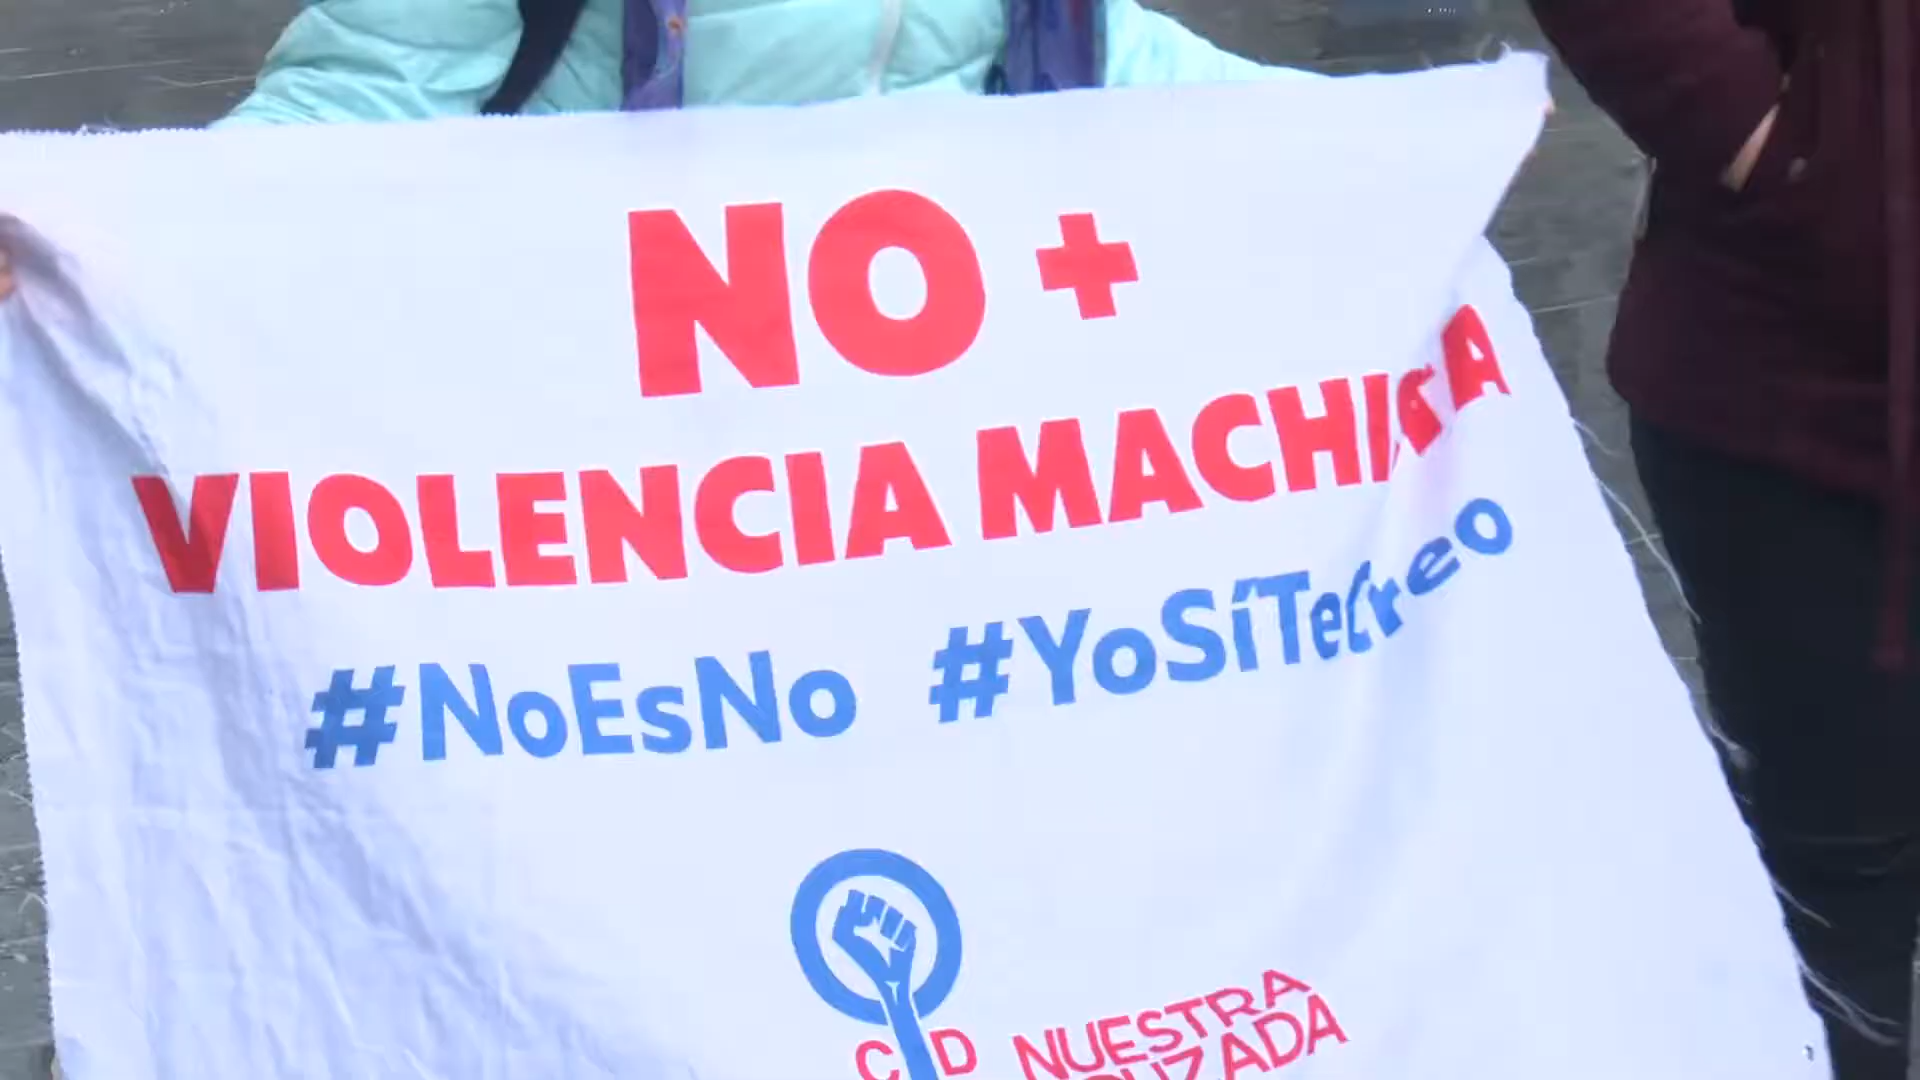 NO +
VIOLENCIA MACHISTA
#NoEsNo #YoSíTeCreo
C D NUESTRA